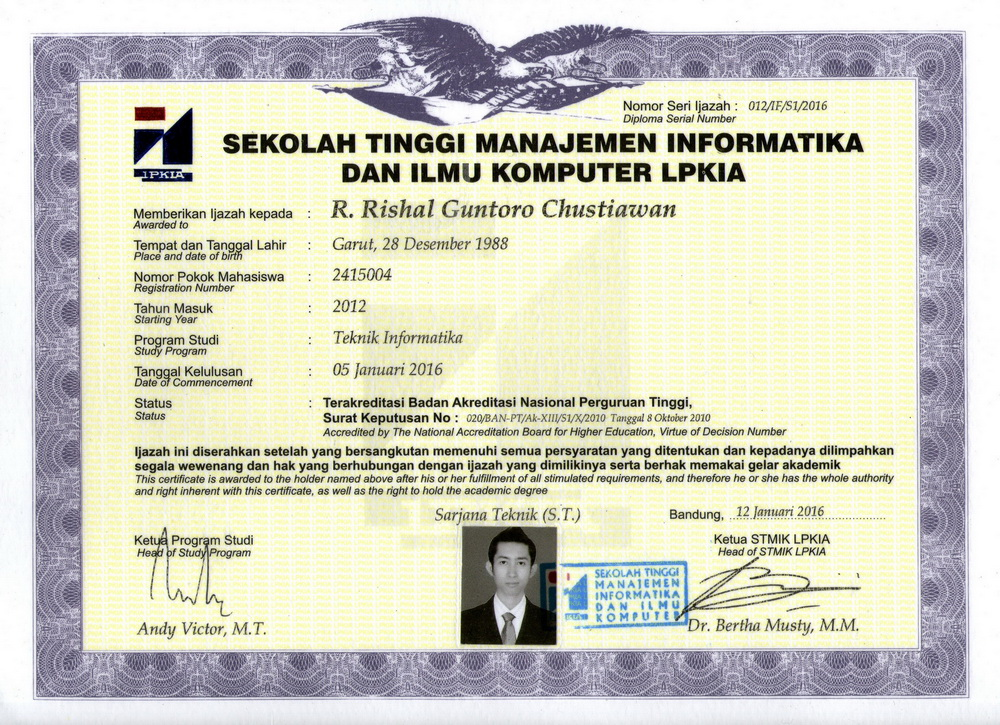 Nomor Seri Ijazah : 012/IF/S1/2016
Diploma Serial Number
LPKIA
SEKOLAH TINGGI MANAJEMEN INFORMATIKA
DAN ILMU KOMPUTER LPKIA
Memberikan Ijazah kepada : R. Rishal Guntoro Chustiawan
Awarded to
Tempat dan Tanggal Lahir : Garut, 28 Desember 1988
Place and date of birth
Nomor Pokok Mahasiswa : 2415004
Registration Number
Tahun Masuk : 2012
Starting Year
Program Studi : Teknik Informatika
Study Program
Tanggal Kelulusan : 05 Januari 2016
Date of Commencement
Status : Terakreditasi Badan Akreditasi Nasional Perguruan Tinggi,
Status Surat Keputusan No : 020/BAN-PT/Ak-XIII/S1/X/2010 Tanggal 8 Oktober 2010
Accredited by The National Accreditation Board for Higher Education, Virtue of Decision Number
Ijazah ini diserahkan setelah yang bersangkutan memenuhi semua persyaratan yang ditentukan dan kepadanya dilimpahkan
segala wewenang dan hak yang berhubungan dengan ijazah yang dimilikinya serta berhak memakai gelar akademik
This certificate is awarded to the holder named above after his or her fulfillment of all stimulated requirements, and therefore he or she has the whole authority
and right inherent with this certificate, as well as the right to hold the academic degree
Sarjana Teknik (S.T.)
Bandung, 12 Januari 2016
Ketua Program Studi
Head of Study Program
Ketua STMIK LPKIA
Head of STMIK LPKIA
SEKOLAH TINGGI
MANAJEMEN
INFORMATIKA
DAN ILMU
KOMPUTER
Andy Victor, M.T.
Dr. Bertha Musty, M.M.